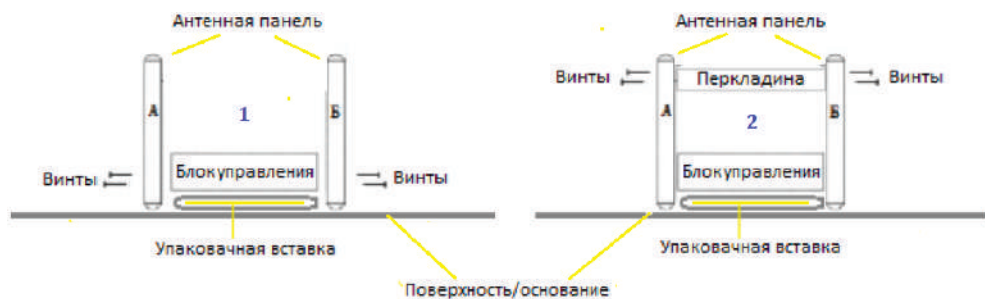 Антенная панель Антенная панель
Винты Перкладина Винты
А Б А Б
1 2
Винты Блокуправления Винты Блокуправления
Упаковачная вставка Упаковачная вставка
Поверхность/основание